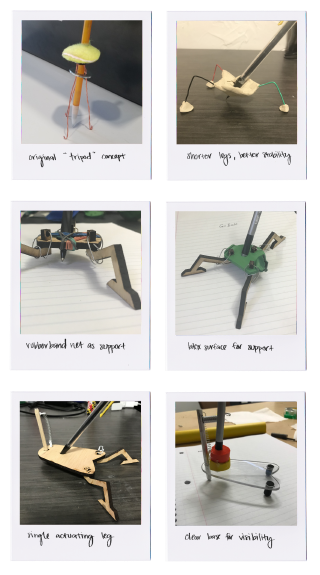 original "tripod" concept
shorter legs, better stability
rubberband net as support
wax surface for support
single actuating leg
clear base for visibility